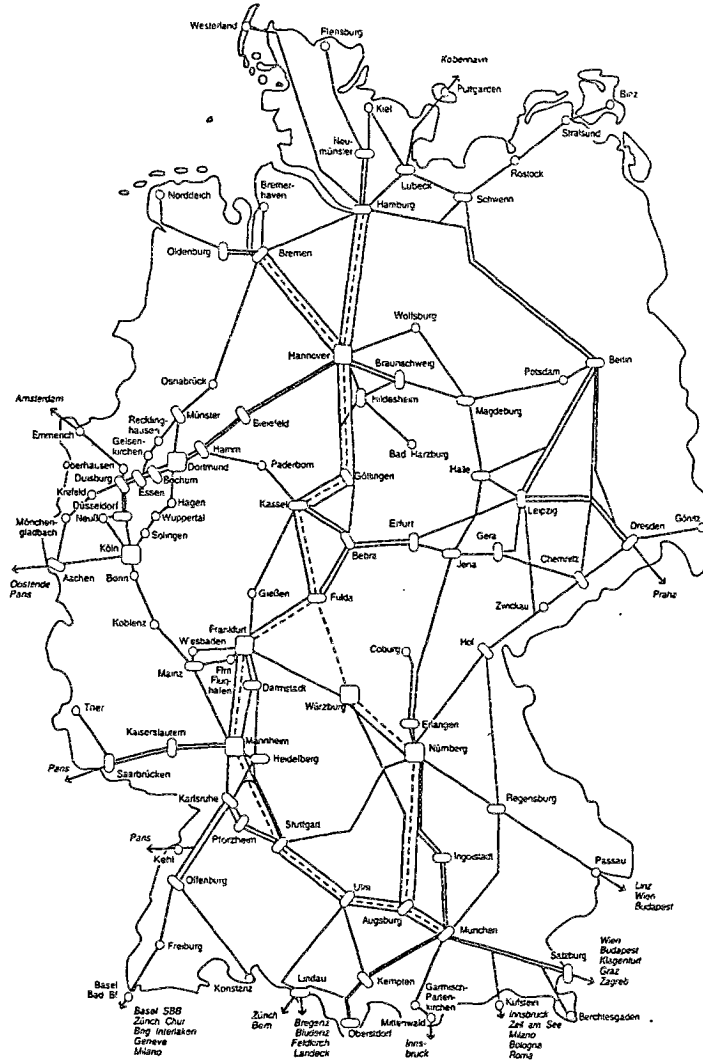 Westerland
Flensburg
København
Puttgarden
Binz
Kiel
Stralsund
Neu-
münster
Rostock
Lübeck
Norddeich
Bremer-
haven
Hamburg
Schwerin
Oldenburg
Bremen
Wolfsburg
Hannover
Braunschweig
Berlin
Potsdam
Osnabrück
Hildesheim
Magdeburg
Amsterdam
Emmerich
Reckling-
hausen
Münster
Bielefeld
Gelsen-
kirchen
Hamm
Bad Harzburg
Oberhausen
Dortmund
Paderborn
Göttingen
Halle
Duisburg
Bochum
Krefeld
Essen
Hagen
Kassel
Leipzig
Düsseldorf
Neuß
Wuppertal
Erfurt
Gera
Dresden
Görlitz
Mönchen-
gladbach
Solingen
Köln
Bebra
Jena
Chemnitz
Aachen
Bonn
Oostende
Paris
Gießen
Fulda
Zwickau
Praha
Koblenz
Frankfurt
Wiesbaden
Coburg
Hof
Mainz
Ffm
Flug-
hafen
Darmstadt
Würzburg
Trier
Kaiserslautern
Erlangen
Mannheim
Nürnberg
Paris
Saarbrücken
Heidelberg
Karlsruhe
Regensburg
Paris
Stuttgart
Kehl
Pforzheim
Ingolstadt
Passau
Offenburg
Ulm
Linz
Wien
Budapest
Augsburg
München
Freiburg
Salzburg
Wien
Budapest
Klagenfurt
Graz
Zagreb
Basel
Bad Bf
Konstanz
Lindau
Kempten
Garmisch-
Parten-
kirchen
Kufstein
Berchtesgaden
Basel SBB
Zürich Chur
Brig Interlaken
Geneve
Milano
Zürich
Bern
Bregenz
Bludenz
Feldkirch
Landeck
Oberstdorf
Mittenwald
Inns-
bruck
Innsbruck
Zell am See
Milano
Bologna
Roma